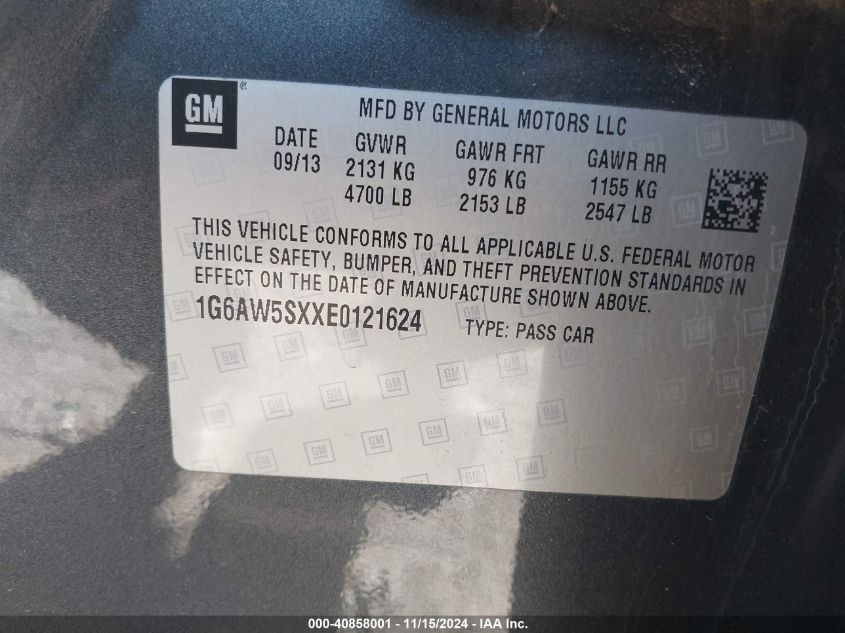 GM ®
MFD BY GENERAL MOTORS LLC
DATE GVWR GAWR FRT GAWR RR
09/13 2131 KG 976 KG 1155 KG
4700 LB 2153 LB 2547 LB
THIS VEHICLE CONFORMS TO ALL APPLICABLE U.S. FEDERAL MOTOR
VEHICLE SAFETY, BUMPER, AND THEFT PREVENTION STANDARDS IN
EFFECT ON THE DATE OF MANUFACTURE SHOWN ABOVE.
1G6AW5SXXE0121624 TYPE: PASS CAR
000-40858001 - 11/15/2024 - IAA Inc.